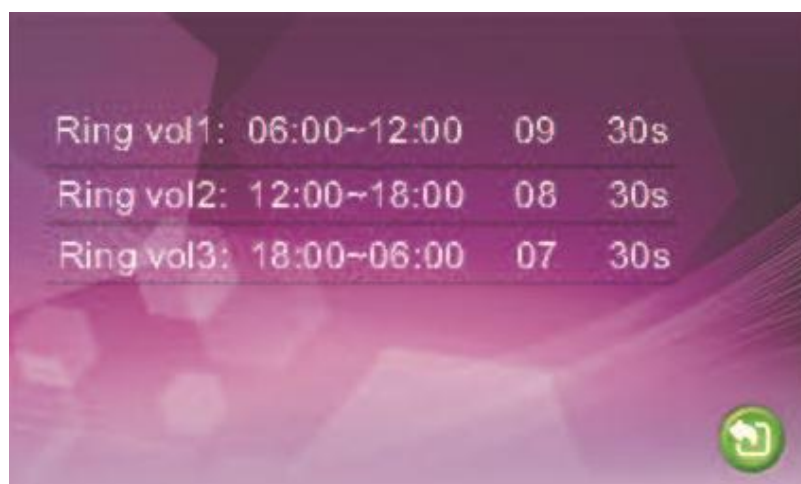 Ring vol1: 06:00~12:00 09 30s
Ring vol2: 12:00~18:00 08 30s
Ring vol3: 18:00~06:00 07 30s